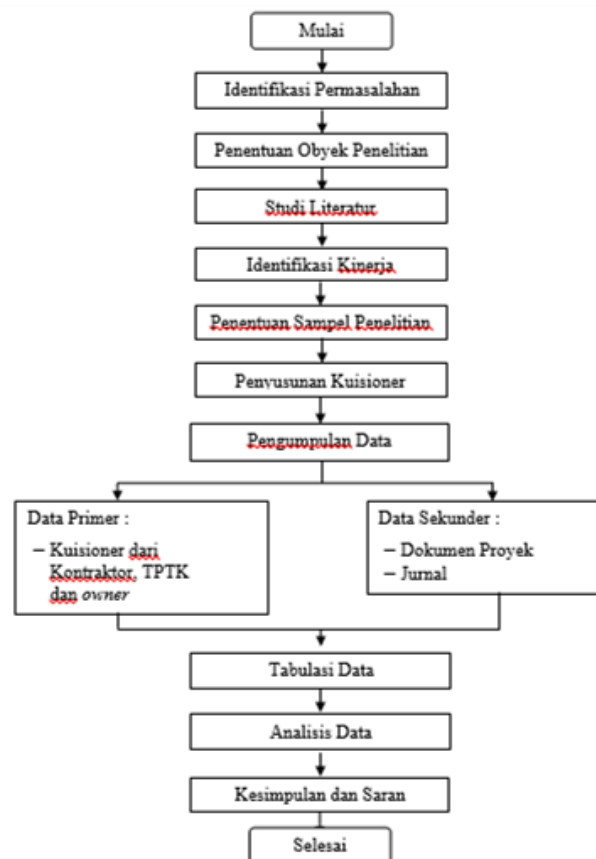 Mulai
Identifikasi Permasalahan
Penentuan Obyek Penelitian
Studi Literatur
Identifikasi Kinerja
Penentuan Sampel Penelitian
Penyusunan Kuisioner
Pengumpulan Data
Data Primer :
– Kuisioner dari
Kontraktor, TPTK
dan owner
Data Sekunder :
– Dokumen Proyek
– Jurnal
Tabulasi Data
Analisis Data
Kesimpulan dan Saran
Selesai